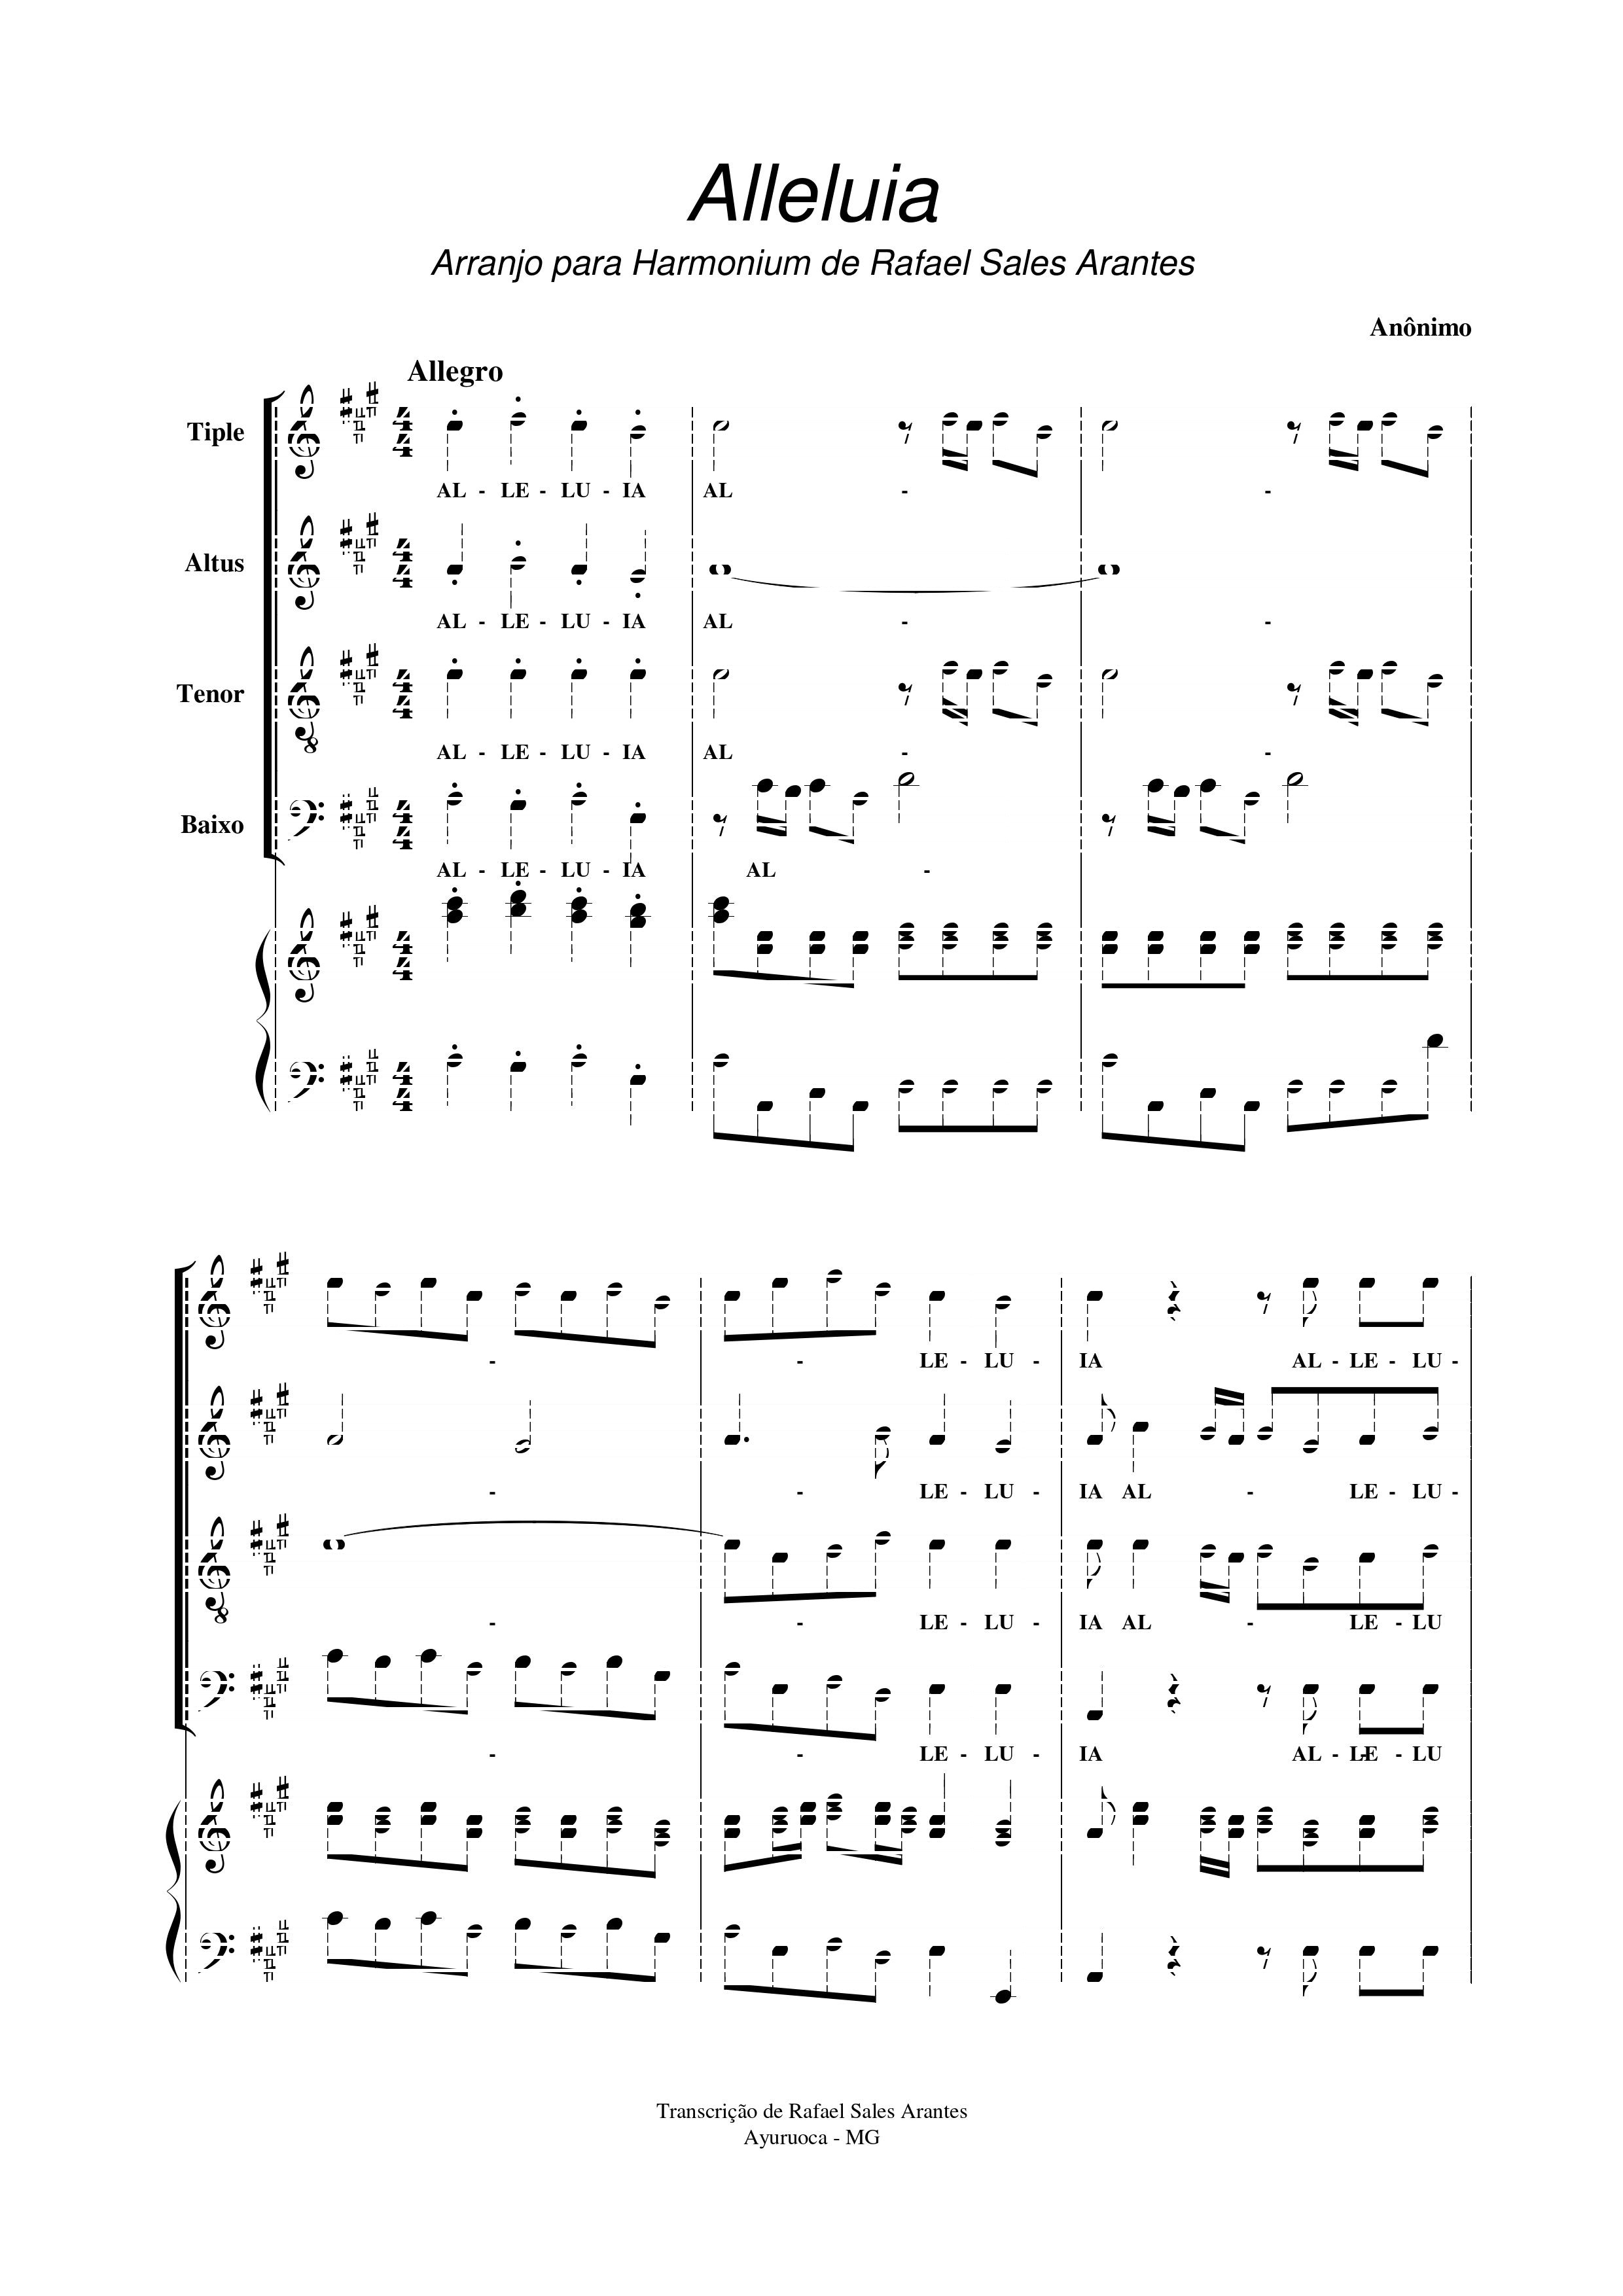 Alleluia
Arranjo para Harmonium de Rafael Sales Arantes
Anônimo
Allegro
Tiple
AL - LE - LU - IA AL - -
Altus
AL - LE - LU - IA AL - -
Tenor
AL - LE - LU - IA AL - -
Baixo
AL - LE - LU - IA AL -
- - LE - LU - IA AL - LE - LU -
- - LE - LU - IA AL - LE - LU -
- - LE - LU - IA AL - LE - LU
- - LE - LU - IA AL - LE - LU
Transcrição de Rafael Sales Arantes
Ayuruoca - MG